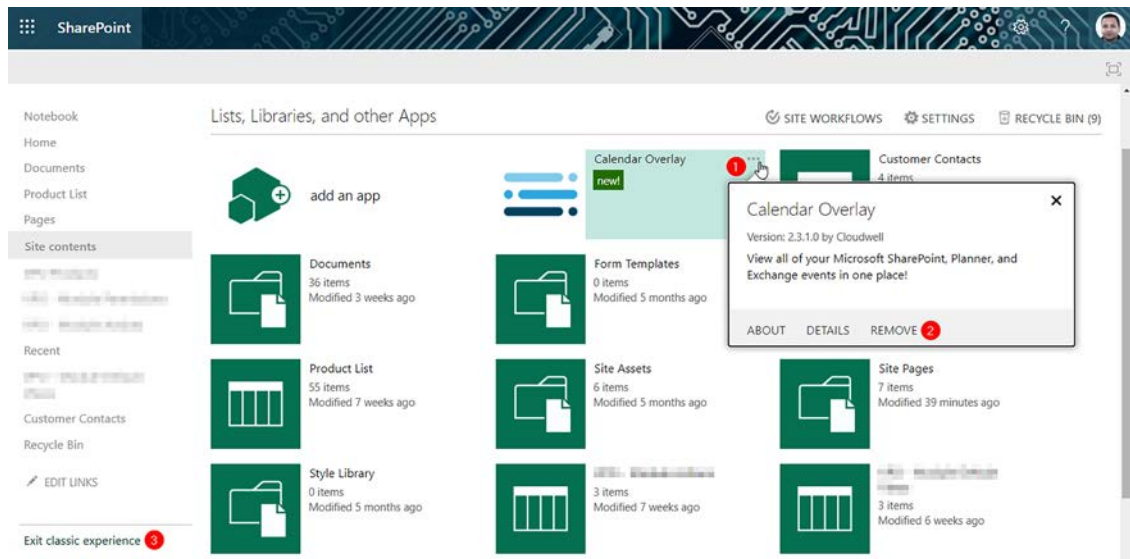 SharePoint
?
Notebook
Home
Documents
Product List
Pages
Site contents
Recent
Customer Contacts
Recycle Bin
EDIT LINKS
Exit classic experience 3
Lists, Libraries, and other Apps
SITE WORKFLOWS
SETTINGS
RECYCLE BIN (9)
add an app
Calendar Overlay
new!
1
Customer Contacts
4 items
Calendar Overlay
Version: 2.3.1.0 by Cloudwell
View all of your Microsoft SharePoint, Planner, and
Exchange events in one place!
ABOUT DETAILS REMOVE 2
Documents
36 items
Modified 3 weeks ago
Form Templates
0 items
Modified 5 months ago
Product List
55 items
Modified 7 weeks ago
Site Assets
6 items
Modified 5 months ago
Site Pages
7 items
Modified 39 minutes ago
Style Library
0 items
Modified 5 months ago
3 items
Modified 7 weeks ago
3 items
Modified 6 weeks ago